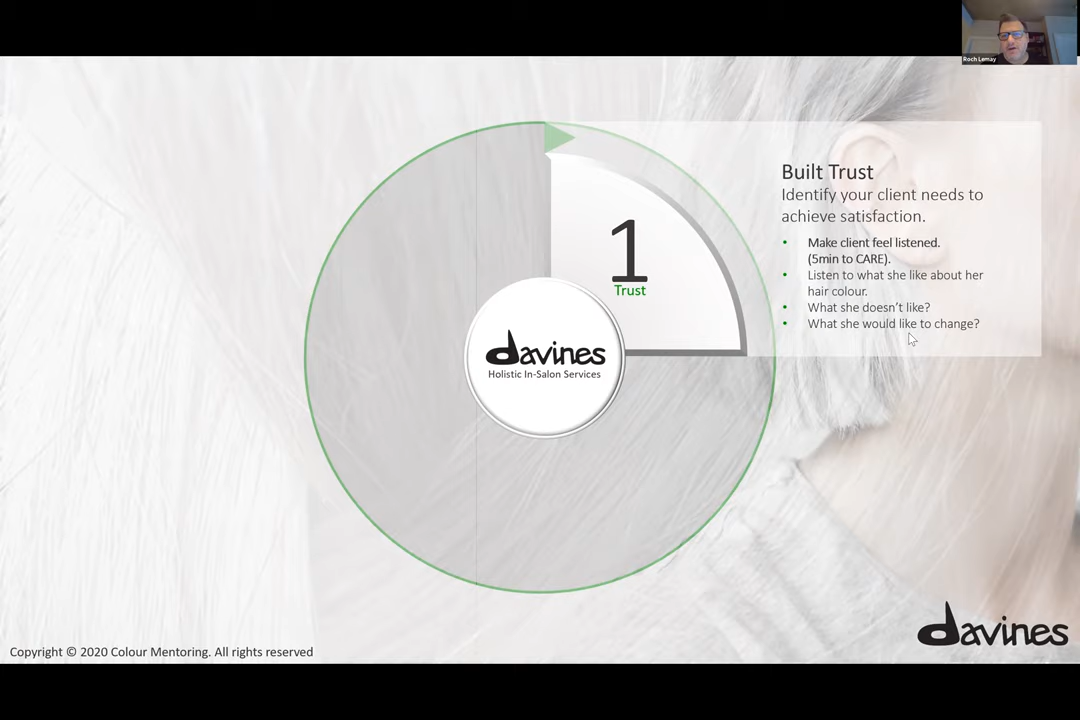 Roch Lemay
Built Trust
Identify your client needs to
achieve satisfaction.
• Make client feel listened.
(5min to CARE).
• Listen to what she like about her
hair colour.
• What she doesn't like?
• What she would like to change?
1
Trust
davines
Holistic In-Salon Services
davines
Copyright © 2020 Colour Mentoring. All rights reserved